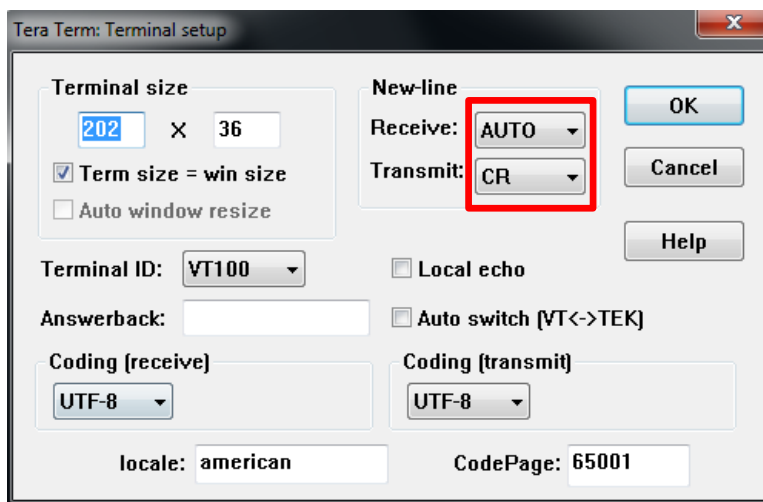 Tera Term: Terminal setup
Terminal size
202 X 36
Term size = win size
Auto window resize
New-line
Receive: AUTO
Transmit: CR
OK
Cancel
Help
Terminal ID: VT100
Local echo
Answerback:
Auto switch (VT<->TEK)
Coding (receive)
UTF-8
Coding (transmit)
UTF-8
locale: american
CodePage: 65001